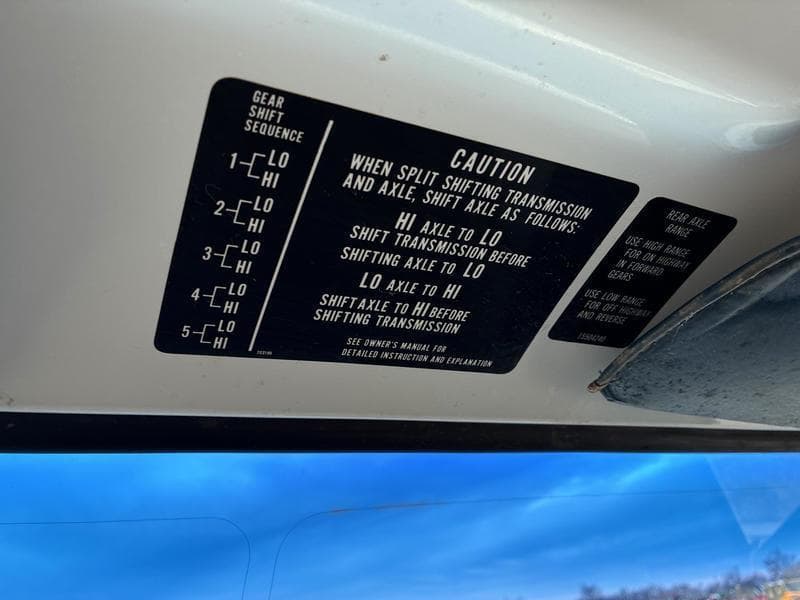 GEAR
SHIFT
SEQUENCE
1 LO
HI
2 LO
HI
3 LO
HI
4 LO
HI
5 LO
HI
CAUTION
WHEN SPLIT SHIFTING TRANSMISSION
AND AXLE, SHIFT AXLE AS FOLLOWS:
HI AXLE TO LO
SHIFT TRANSMISSION BEFORE
SHIFTING AXLE TO LO
LO AXLE TO HI
SHIFT AXLE TO HI BEFORE
SHIFTING TRANSMISSION
SEE OWNER'S MANUAL FOR
DETAILED INSTRUCTION AND EXPLANATION
REAR AXLE
RANGE
USE HIGH RANGE
FOR ON HIGHWAY
IN FORWARD
GEARS
USE LOW RANGE
FOR OFF HIGHWAY
AND REVERSE